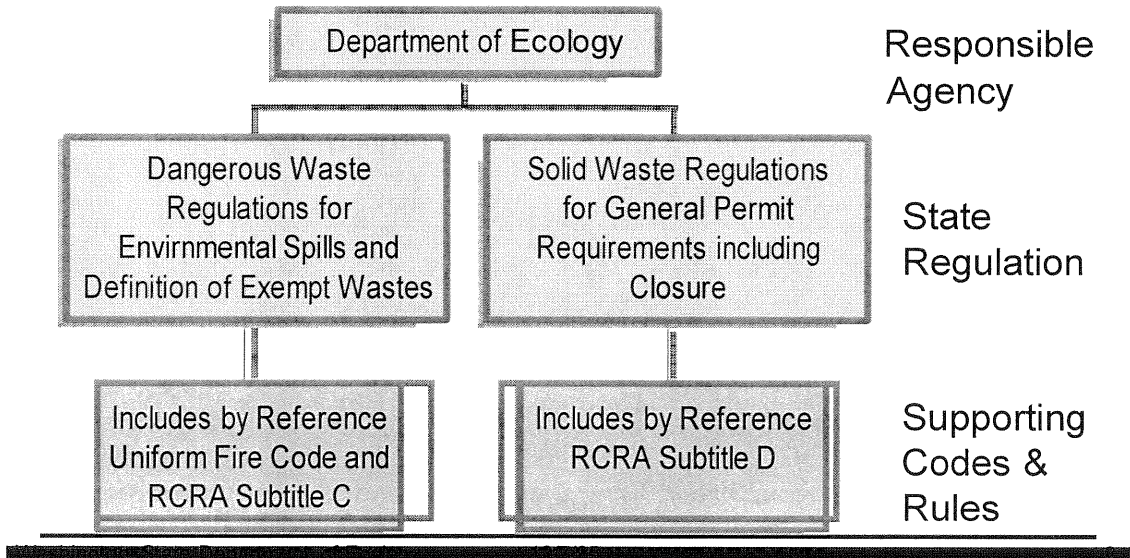 Department of Ecology
Responsible
Agency
Dangerous Waste
Regulations for
Envirnmental Spills and
Definition of Exempt Wastes
Solid Waste Regulations
for General Permit
Requirements including
Closure
State
Regulation
Includes by Reference
Uniform Fire Code and
RCRA Subtitle C
Includes by Reference
RCRA Subtitle D
Supporting
Codes &
Rules